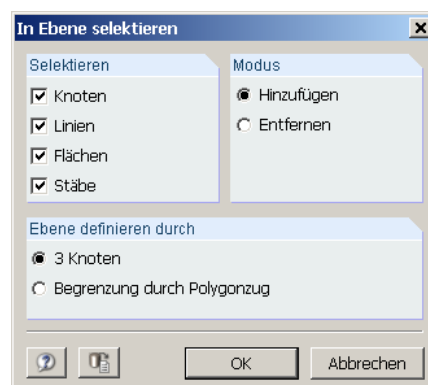 In Ebene selektieren
Selektieren
Knoten
Linien
Flächen
Stäbe
Modus
Hinzufügen
Entfernen
Ebene definieren durch
3 Knoten
Begrenzung durch Polygonzug
OK
Abbrechen